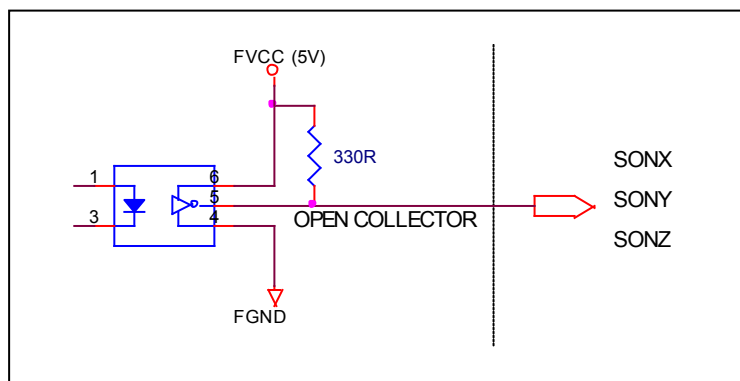 FVCC (5V)
330R
1
6
5
3
4
OPEN COLLECTOR
FGND
SONX
SONY
SONZ